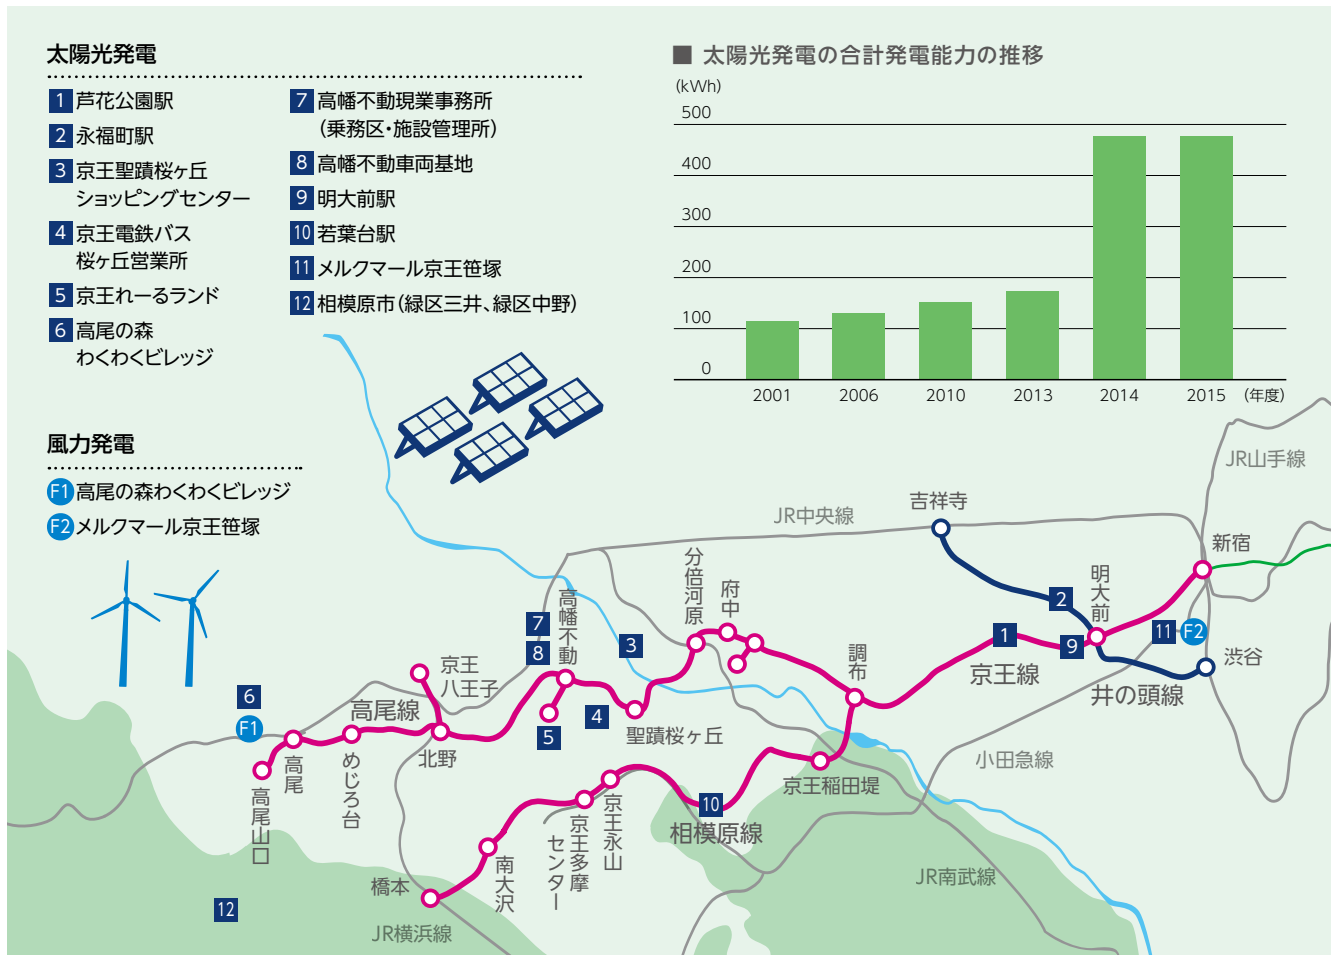 太陽光発電
1 芦花公園駅
2 永福町駅
3 京王聖蹟桜ヶ丘
ショッピングセンター
4 京王電鉄バス
桜ヶ丘営業所
5 京王れーるランド
6 高尾の森
わくわくビレッジ
7 高幡不動現業事務所
（乗務区・施設管理所）
8 高幡不動車両基地
9 明大前駅
10 若葉台駅
11 メルクマール京王笹塚
12 相模原市（緑区三井、緑区中野）
風力発電
F1 高尾の森わくわくビレッジ
F2 メルクマール京王笹塚
■ 太陽光発電の合計発電能力の推移
(kWh)
500
400
300
200
100
0
2001 2006 2010 2013 2014 2015 (年度)
JR山手線
吉祥寺
JR中央線
新宿
分倍河原
府中
明大前
高幡不動
2
7
8
3
1
9
11
F2
調布
京王線
渋谷
井の頭線
京王
八王子
6
F1
高尾線
4
5
聖蹟桜ヶ丘
北野
小田急線
高尾
めじろ台
京王稲田堤
高尾山口
10
相模原線
京王永山
京王多摩
センター
南大沢
橋本
JR南武線
12
JR横浜線